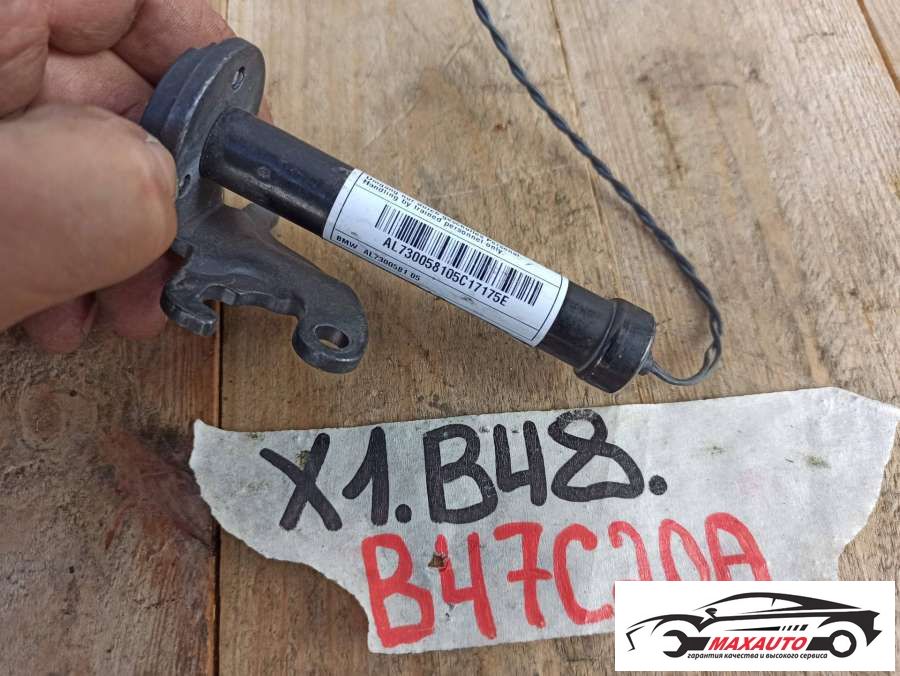 Handling by trained personnel only
AL730058105C17175E
BMW AL7300581 05
X1.B48.
B47C20A
MAXAUTO
гарантия качества и высокого сервиса